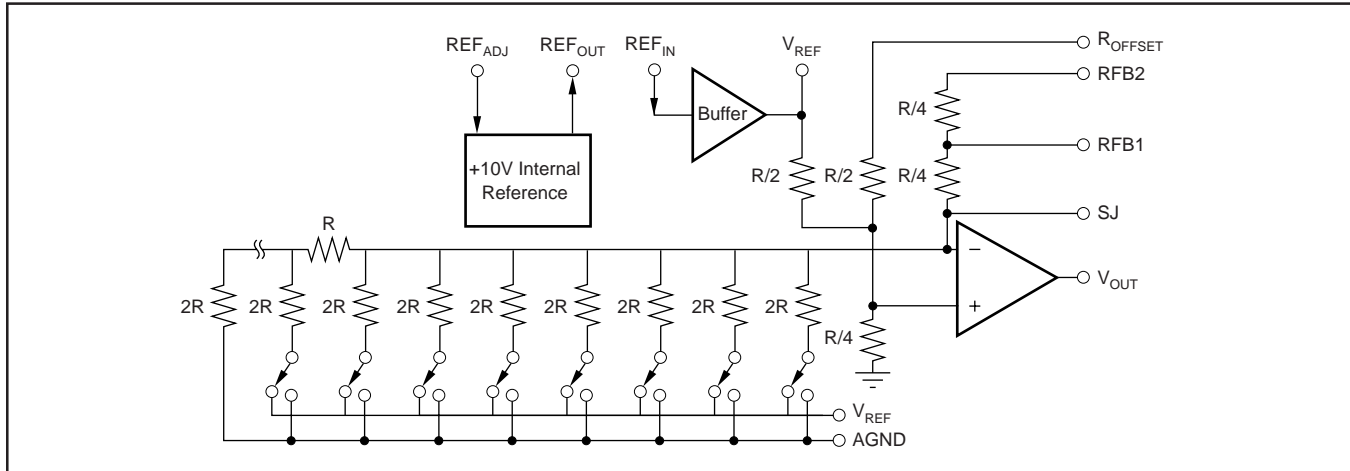 REF_ADJ REF_OUT REF_IN V_REF R_OFFSET
RFB2
R/4
Buffer
+10V Internal
Reference
RFB1
R/2 R/2 R/4
SJ
R
−
V_OUT
2R 2R 2R 2R 2R 2R 2R 2R 2R
+
R/4
V_REF
AGND